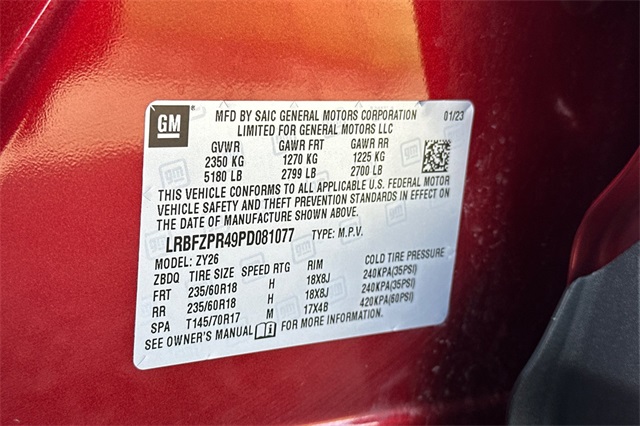 GM
MFD BY SAIC GENERAL MOTORS CORPORATION 01/23
LIMITED FOR GENERAL MOTORS LLC
GVWR GAWR FRT GAWR RR
2350 KG 1270 KG 1225 KG
5180 LB 2799 LB 2700 LB
THIS VEHICLE CONFORMS TO ALL APPLICABLE U.S. FEDERAL MOTOR
VEHICLE SAFETY AND THEFT PREVENTION STANDARDS IN EFFECT ON
THE DATE OF MANUFACTURE SHOWN ABOVE.
LRBFZPR49PD081077 TYPE: M.P.V.
MODEL: ZY26
ZBDQ TIRE SIZE SPEED RTG RIM COLD TIRE PRESSURE
FRT 235/60R18 H 18X8J 240KPA(35PSI)
RR 235/60R18 H 18X8J 240KPA(35PSI)
SPA T145/70R17 M 17X4B 420KPA(60PSI)
SEE OWNER'S MANUAL FOR MORE INFORMATION.